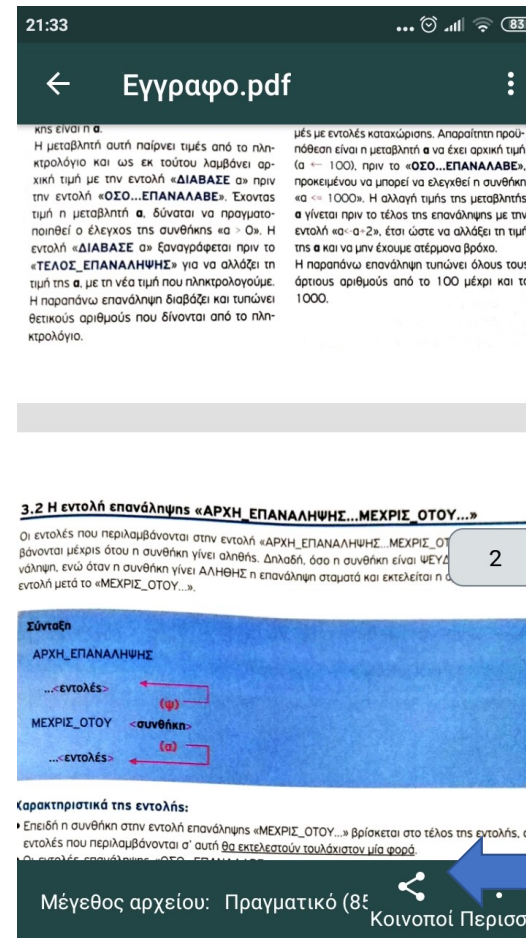 21:33
... 83
Εγγραφο.pdf
κης είναι η α.
Η μεταβλητή αυτή παίρνει τιμές από το πλη-
κτρολόγιο και ως εκ τούτου λαμβάνει αρ-
χική τιμή με την εντολή «ΔΙΑΒΑΣΕ α» πριν
την εντολή «ΟΣΟ...ΕΠΑΝΑΛΑΒΕ». Έχοντας
τιμή η μεταβλητή α, δύναται να πραγματο-
ποιηθεί ο έλεγχος της συνθήκης «α > Ο». Η
εντολή «ΔΙΑΒΑΣΕ α» ξαναγράφεται πριν το
«ΤΕΛΟΣ_ΕΠΑΝΑΛΗΨΗΣ» για να αλλάζει τη
τιμή της α, με τη νέα τιμή που πληκτρολογούμε.
Η παραπάνω επανάληψη διαβάζει και τυπώνει
θετικούς αριθμούς που δίνονται από το πλη-
κτρολόγιο.
μές με εντολές καταχώρισης. Απαραίτητη προϋ-
πόθεση είναι η μεταβλητή α να έχει αρχική τιμή
(α ← 100), πριν το «ΟΣΟ...ΕΠΑΝΑΛΑΒΕ»,
προκειμένου να μπορεί να ελεγχθεί η συνθήκη
«α <= 1000». Η αλλαγή τιμής της μεταβλητής
α γίνεται πριν το τέλος της επανάληψης με την
εντολή «α<-α+2», έτσι ώστε να αλλάξει τη τιμή
της α και να μην έχουμε ατέρμονα βρόχο.
Η παραπάνω επανάληψη τυπώνει όλους τους
άρτιους αριθμούς από το 100 μέχρι και το
1000.
3.2 Η εντολή επανάληψης «ΑΡΧΗ_ΕΠΑΝΑΛΗΨΗΣ...ΜΕΧΡΙΣ_ΟΤΟΥ...»
Οι εντολές που περιλαμβάνονται στην εντολή «ΑΡΧΗ_ΕΠΑΝΑΛΗΨΗΣ...ΜΕΧΡΙΣ_ΟΤ
βάνονται μέχρις ότου η συνθήκη γίνει αληθής. Δηλαδή, όσο η συνθήκη είναι ΨΕΥΔ
νάληψη, ενώ όταν η συνθήκη γίνει ΑΛΗΘΗΣ η επανάληψη σταματά και εκτελείται η
εντολή μετά το «ΜΕΧΡΙΣ_ΟΤΟΥ...».
2
Σύνταξη
ΑΡΧΗ_ΕΠΑΝΑΛΗΨΗΣ
...<εντολές>
(ψ)
ΜΕΧΡΙΣ_ΟΤΟΥ <συνθήκη>
(α)
...<εντολές>
Χαρακτηριστικά της εντολής:
• Επειδή η συνθήκη στην εντολή επανάληψης «ΜΕΧΡΙΣ_ΟΤΟΥ...» βρίσκεται στο τέλος της εντολής, ο
εντολές που περιλαμβάνονται σ' αυτή θα εκτελεστούν τουλάχιστον μία φορά.
Μέγεθος αρχείου: Πραγματικό (85
Κοινοποί Περισσ